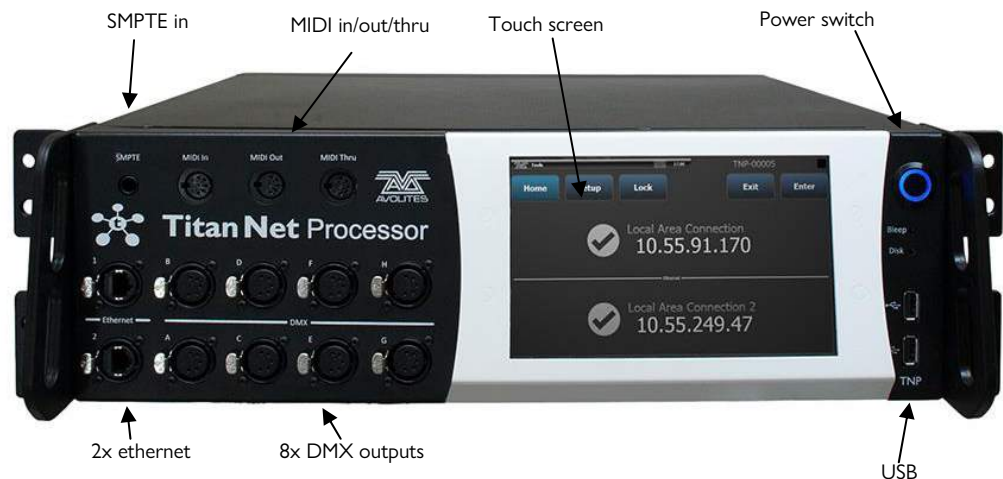 SMPTE in
MIDI in/out/thru
Touch screen
Power switch
SMPTE
MIDI In
MIDI Out
MIDI Thru
AVOLITES
Titan Net Processor
TNP-00005
Home
Setup
Lock
Exit
Enter
Local Area Connection
10.55.91.170
Local Area Connection 2
10.55.249.47
Bleep
Disk
1
B
D
F
H
Ethernet
DMX
2
A
C
E
G
TNP
2x ethernet
8x DMX outputs
USB